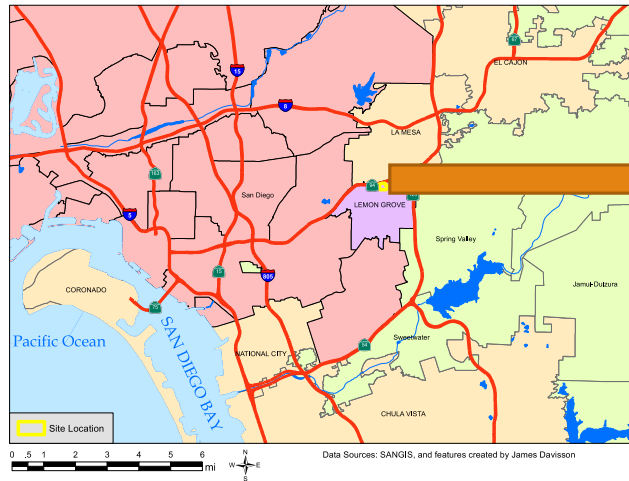 67
EL CAJON
15
8
LA MESA
163
94
San Diego
LEMON GROVE
5
Spring Valley
15
805
Jamul-Dulzura
CORONADO
75
Pacific Ocean
SAN DIEGO BAY
Sweetwater
54
NATIONAL CITY
CHULA VISTA
Site Location
0 .5 1 2 3 4 5 6
mi
N
W E
S
Data Sources: SANGIS, and features created by James Davisson